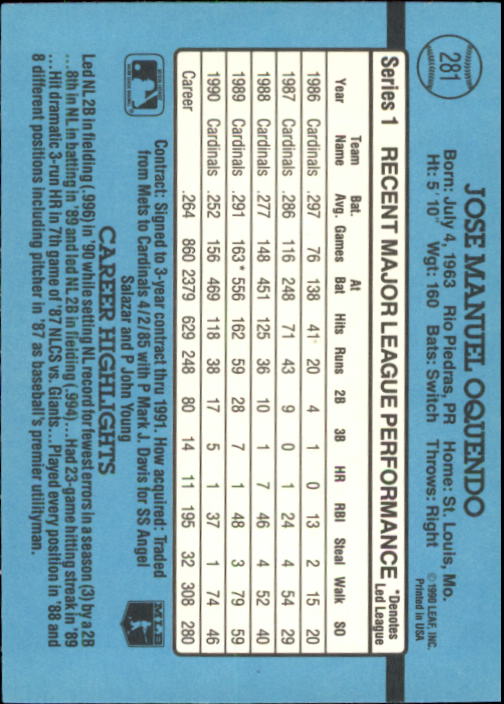 281
JOSE MANUEL OQUENDO
Born: July 4, 1963 Rio Piedras, PR Home: St. Louis, Mo.
Ht: 5' 10" Wgt: 160 Bats: Switch Throws: Right
© 1990 LEAF, INC.
Printed in USA
Series 1 RECENT MAJOR LEAGUE PERFORMANCE *Denotes Led League
Year Team Name Bat. Avg. Games At Bat Hits Runs 2B 3B HR RBI Steal Walk SO
1986 Cardinals .297 76 138 41 20 4 1 0 13 2 15 20
1987 Cardinals .286 116 248 71 43 9 0 1 24 4 54 29
1988 Cardinals .277 148 451 125 36 10 1 7 46 4 52 40
1989 Cardinals .291 163* 556 162 59 28 7 1 48 3 79 59
1990 Cardinals .252 156 469 118 38 17 5 1 37 1 74 46
Career .264 860 2379 629 248 80 14 11 195 32 308 280
Contract: Signed to 3-year contract thru 1991. How acquired: Traded
from Mets to Cardinals 4/2/85 with P Mark J. Davis for SS Angel
Salazar and P John Young
MLB
CAREER HIGHLIGHTS
Led NL 2B in fielding (.996) in '90 while setting NL record for fewest errors in a season (3) by a 2B
...8th in NL in batting in '89 and led NL 2B in fielding (.994)...Had 23-game hitting streak in '89
...Hit dramatic 3-run HR in 7th game of '87 NLCS vs. Giants...Played every position in '88 and
8 different positions including pitcher in '87 as baseball's premier utilityman.